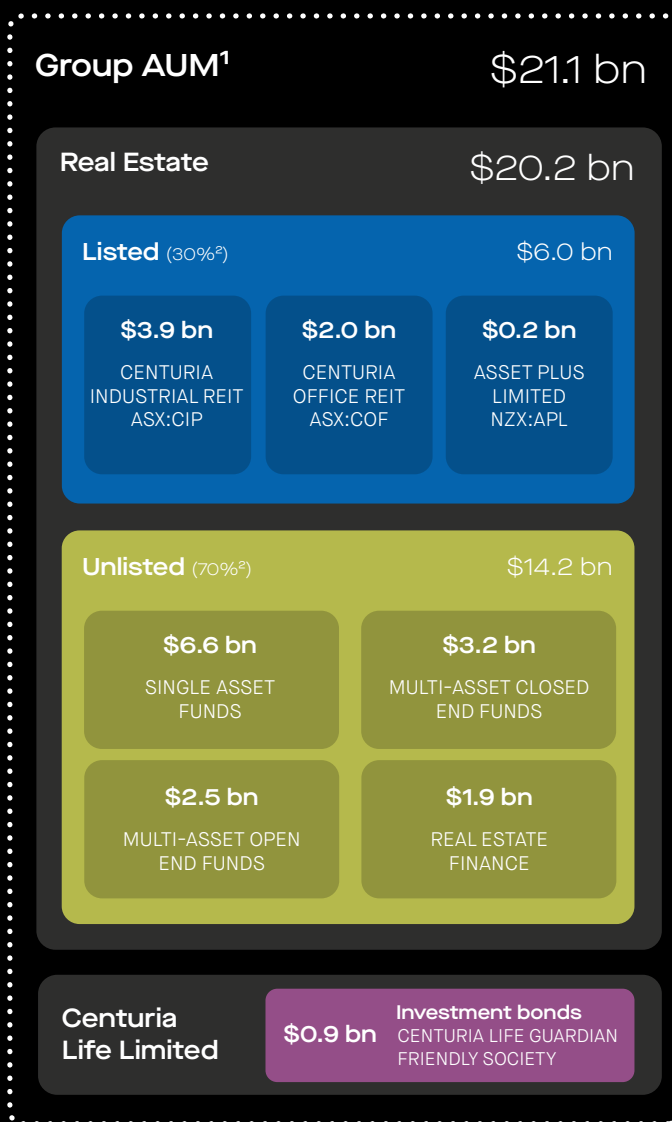 Group AUM¹ $21.1 bn
Real Estate $20.2 bn
Listed (30%²) $6.0 bn
$3.9 bn
CENTURIA
INDUSTRIAL REIT
ASX:CIP
$2.0 bn
CENTURIA
OFFICE REIT
ASX:COF
$0.2 bn
ASSET PLUS
LIMITED
NZX:APL
Unlisted (70%²) $14.2 bn
$6.6 bn
SINGLE ASSET
FUNDS
$3.2 bn
MULTI-ASSET CLOSED
END FUNDS
$2.5 bn
MULTI-ASSET OPEN
END FUNDS
$1.9 bn
REAL ESTATE
FINANCE
Centuria
Life Limited
$0.9 bn
Investment bonds
CENTURIA LIFE GUARDIAN
FRIENDLY SOCIETY